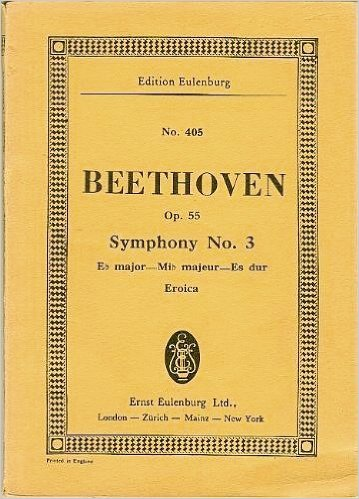 Edition Eulenburg
No. 405
BEETHOVEN
Op. 55
Symphony No. 3
E♭ major—Mi♭ majeur—Es dur
Eroica
Ernst Eulenburg Ltd.,
London — Zürich — Mainz — New York
Printed in England